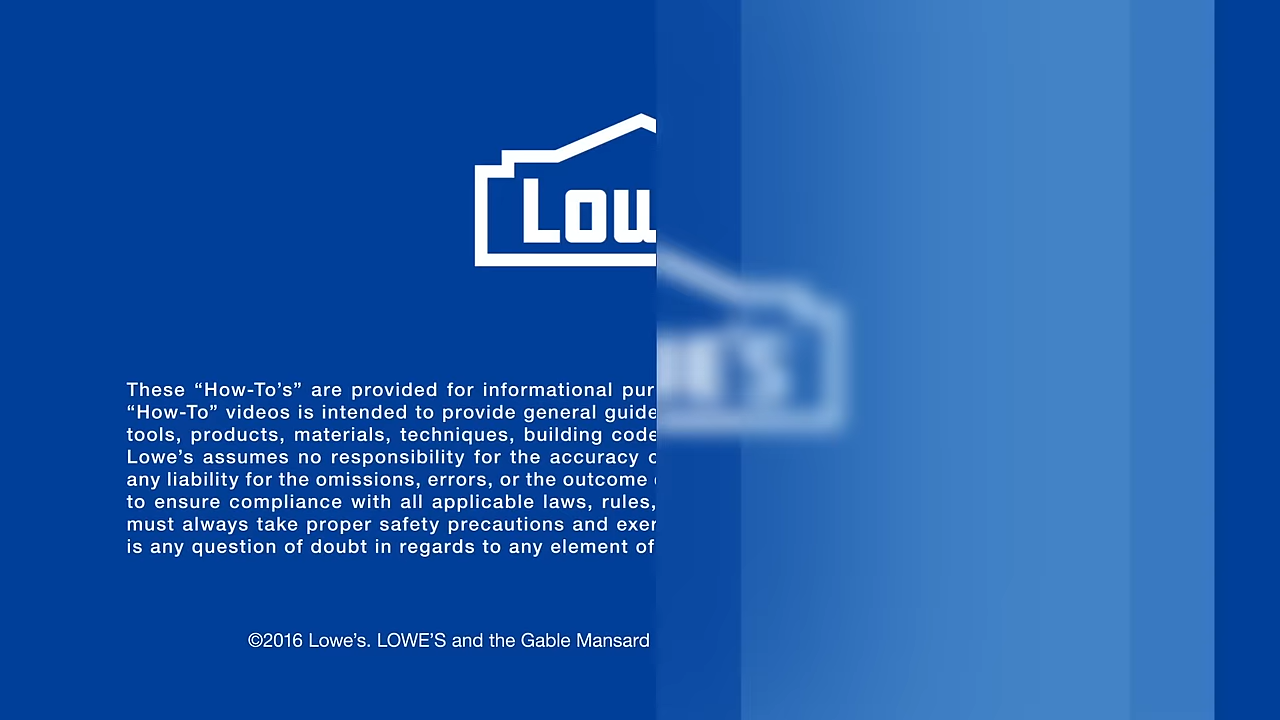 Low
These “How-To’s” are provided for informational pur
“How-To” videos is intended to provide general guide
tools, products, materials, techniques, building code
Lowe’s assumes no responsibility for the accuracy
any liability for the omissions, errors, or the outcome
to ensure compliance with all applicable laws, rules,
must always take proper safety precautions and exer
is any question of doubt in regards to any element of
©2016 Lowe’s. LOWE’S and the Gable Mansard